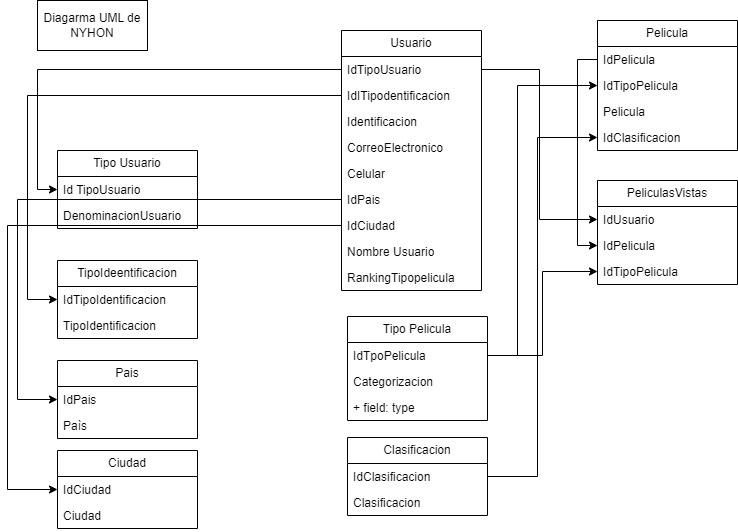 Diagarma UML de
NYHON
Usuario
IdTipoUsuario
IdITipodentificacion
Identificacion
CorreoElectronico
Celular
IdPais
IdCiudad
Nombre Usuario
RankingTipopelicula
Pelicula
IdPelicula
IdTipoPelicula
Pelicula
IdClasificacion
Tipo Usuario
Id TipoUsuario
DenominacionUsuario
PeliculasVistas
IdUsuario
IdPelicula
IdTipoPelicula
TipoIdeentificacion
IdTipoIdentificacion
TipoIdentificacion
Tipo Pelicula
IdTpoPelicula
Categorizacion
+ field: type
Pais
IdPais
Paìs
Clasificacion
IdClasificacion
Clasificacion
Ciudad
IdCiudad
Ciudad